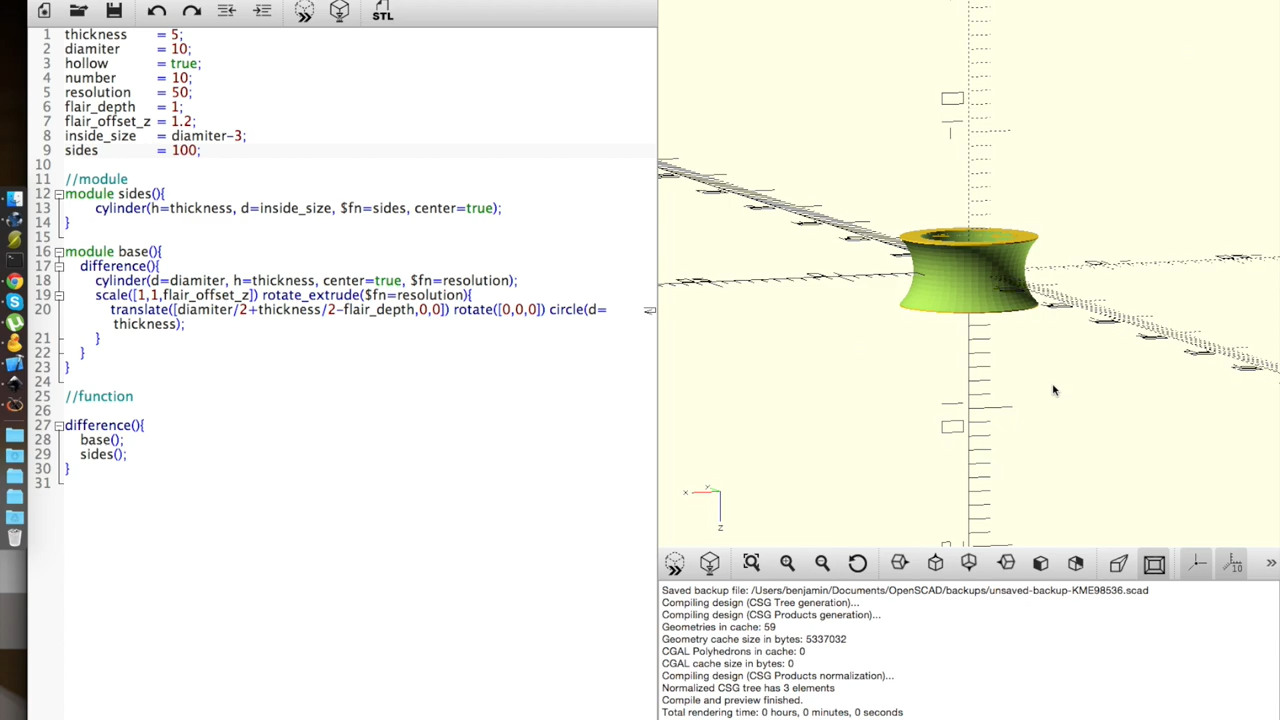 STL
1 thickness = 5;
2 diamiter = 10;
3 hollow = true;
4 number = 10;
5 resolution = 50;
6 flair_depth = 1;
7 flair_offset_z = 1.2;
8 inside_size = diamiter-3;
9 sides = 100;
10
11 //module
12 module sides(){
13 cylinder(h=thickness, d=inside_size, $fn=sides, center=true);
14 }
15
16 module base(){
17 difference(){
18 cylinder(d=diamiter, h=thickness, center=true, $fn=resolution);
19 scale([1,1,flair_offset_z]) rotate_extrude($fn=resolution){
20 translate([diamiter/2+thickness/2-flair_depth,0,0]) rotate([0,0,0]) circle(d=
thickness);
21 }
22 }
23 }
24
25 //function
26
27 difference(){
28 base();
29 sides();
30 }
31
x
Y
z
10
»
Saved backup file: /Users/benjamin/Documents/OpenSCAD/backups/unsaved-backup-KME98536.scad
Compiling design (CSG Tree generation)...
Compiling design (CSG Products generation)...
Geometries in cache: 59
Geometry cache size in bytes: 5337032
CGAL Polyhedrons in cache: 0
CGAL cache size in bytes: 0
Compiling design (CSG Products normalization)...
Normalized CSG tree has 3 elements
Compile and preview finished.
Total rendering time: 0 hours, 0 minutes, 0 seconds